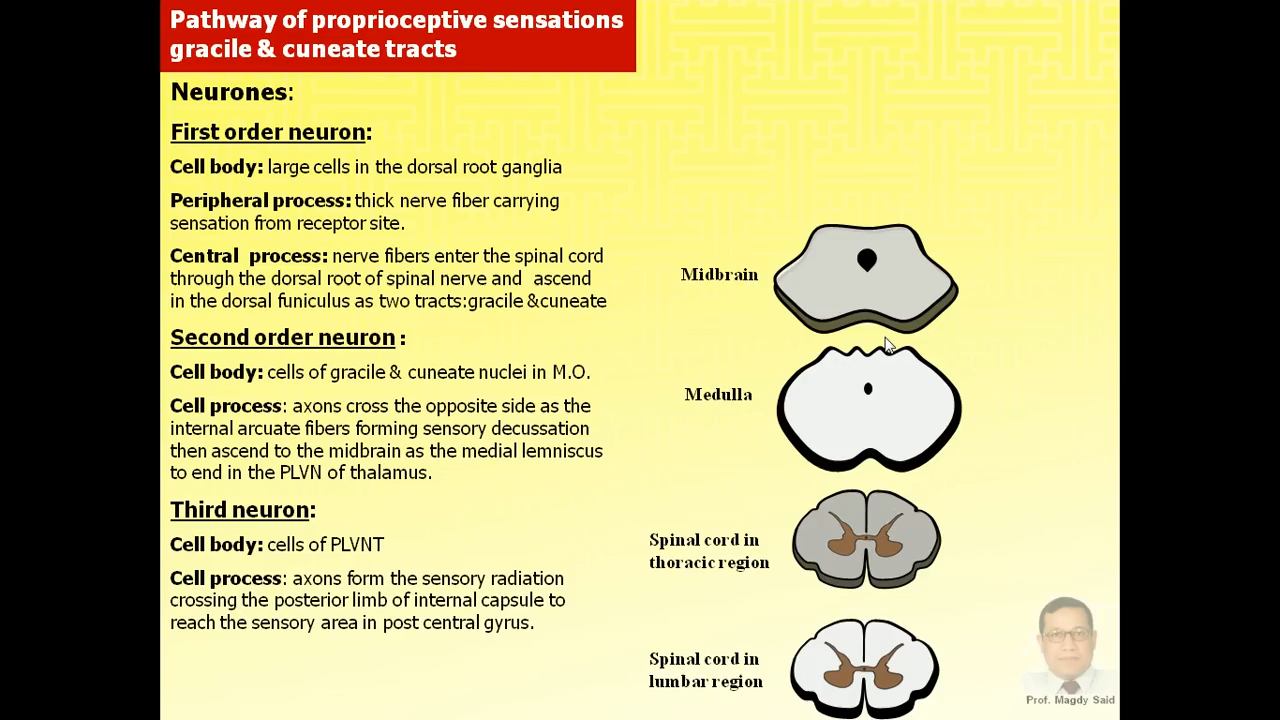 Pathway of proprioceptive sensations
gracile & cuneate tracts
Neurones:
First order neuron:
Cell body: large cells in the dorsal root ganglia
Peripheral process: thick nerve fiber carrying
sensation from receptor site.
Central process: nerve fibers enter the spinal cord
through the dorsal root of spinal nerve and ascend
in the dorsal funiculus as two tracts:gracile &cuneate
Second order neuron :
Cell body: cells of gracile & cuneate nuclei in M.O.
Cell process: axons cross the opposite side as the
internal arcuate fibers forming sensory decussation
then ascend to the midbrain as the medial lemniscus
to end in the PLVN of thalamus.
Third neuron:
Cell body: cells of PLVNT
Cell process: axons form the sensory radiation
crossing the posterior limb of internal capsule to
reach the sensory area in post central gyrus.
Midbrain
Medulla
Spinal cord in
thoracic region
Spinal cord in
lumbar region
Prof. Magdy Said